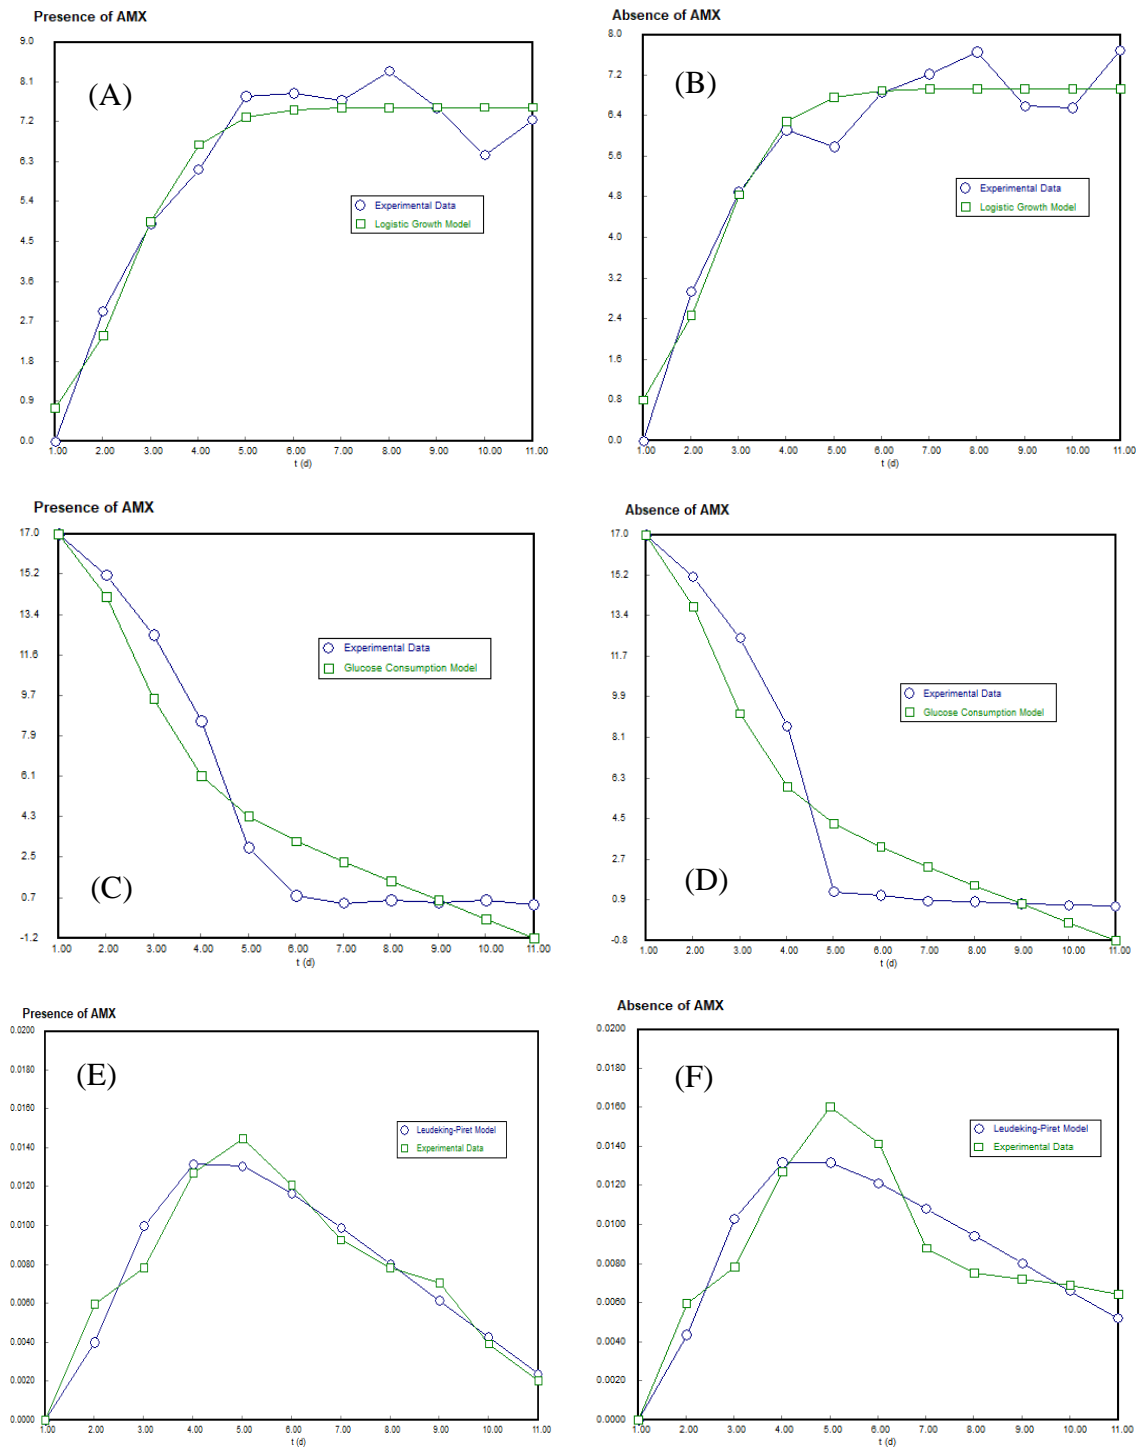 Presence of AMX
9.0
8.1
7.2
6.3
5.4
4.5
3.6
2.7
1.8
0.9
0.0
(A)
Experimental Data
Logistic Growth Model
1.00 2.00 3.00 4.00 5.00 6.00 7.00 8.00 9.00 10.00 11.00
t (d)
Absence of AMX
8.0
7.2
6.4
5.6
4.8
4.0
3.2
2.4
1.6
0.8
0.0
(B)
Experimental Data
Logistic Growth Model
1.00 2.00 3.00 4.00 5.00 6.00 7.00 8.00 9.00 10.00 11.00
t (d)
Presence of AMX
17.0
15.2
13.4
11.6
9.7
7.9
6.1
4.3
2.5
0.7
-1.2
Experimental Data
Glucose Consumption Model
(C)
1.00 2.00 3.00 4.00 5.00 6.00 7.00 8.00 9.00 10.00 11.00
t (d)
Absence of AMX
17.0
15.2
13.4
11.7
9.9
8.1
6.3
4.5
2.7
0.9
-0.8
Experimental Data
Glucose Consumption Model
(D)
1.00 2.00 3.00 4.00 5.00 6.00 7.00 8.00 9.00 10.00 11.00
t (d)
Presence of AMX
0.0200
0.0180
0.0160
0.0140
0.0120
0.0100
0.0080
0.0060
0.0040
0.0020
0.0000
(E)
Leudeking-Piret Model
Experimental Data
1.00 2.00 3.00 4.00 5.00 6.00 7.00 8.00 9.00 10.00 11.00
t (d)
Absence of AMX
0.0200
0.0180
0.0160
0.0140
0.0120
0.0100
0.0080
0.0060
0.0040
0.0020
0.0000
(F)
Leudeking-Piret Model
Experimental Data
1.00 2.00 3.00 4.00 5.00 6.00 7.00 8.00 9.00 10.00 11.00
t (d)